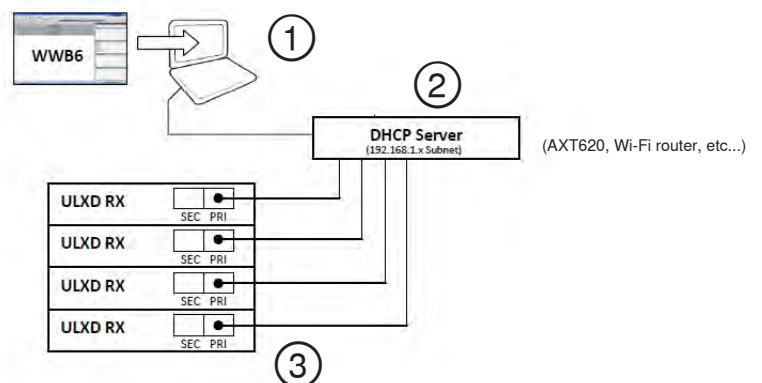 WWB6
1
2
DHCP Server
(192.168.1.x Subnet)
(AXT620, Wi-Fi router, etc...)
ULXD RX
SEC PRI
ULXD RX
SEC PRI
ULXD RX
SEC PRI
ULXD RX
SEC PRI
3